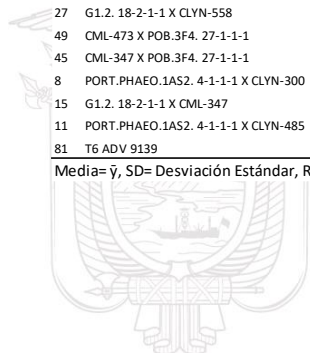 27 G1.2. 18-2-1-1 X CLYN-558
49 CML-473 X POB.3F4. 27-1-1-1
45 CML-347 X POB.3F4. 27-1-1-1
8 PORT.PHAEO.1AS2. 4-1-1-1 X CLYN-300
15 G1.2. 18-2-1-1 X CML-347
11 PORT.PHAEO.1AS2. 4-1-1-1 X CLYN-485
81 T6 ADV 9139
Media= ȳ, SD= Desviación Estándar, R